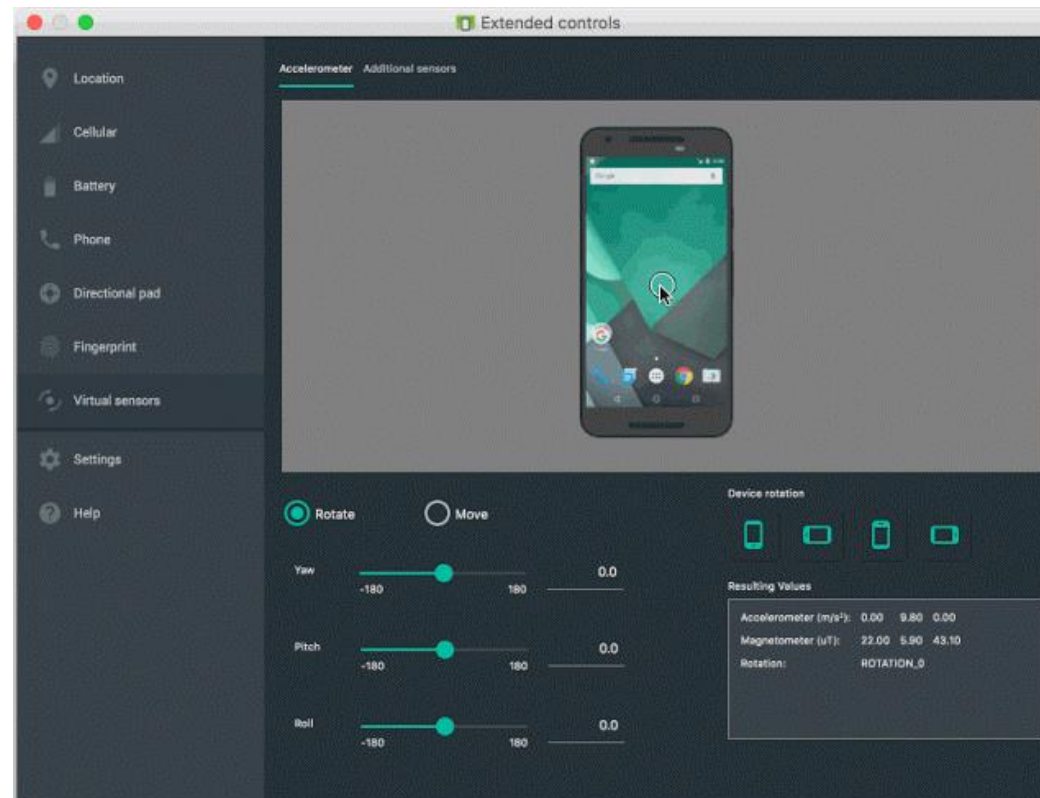 Extended controls
Location
Cellular
Battery
Phone
Directional pad
Fingerprint
Virtual sensors
Settings
Help
Accelerometer Additional sensors
Google
Rotate Move
Yaw 0.0
-180 180
Pitch 0.0
-180 180
Roll 0.0
-180 180
Device rotation
Resulting Values
Accelerometer (m/s²): 0.00 9.80 0.00
Magnetometer (uT): 22.00 5.90 43.10
Rotation: ROTATION_0